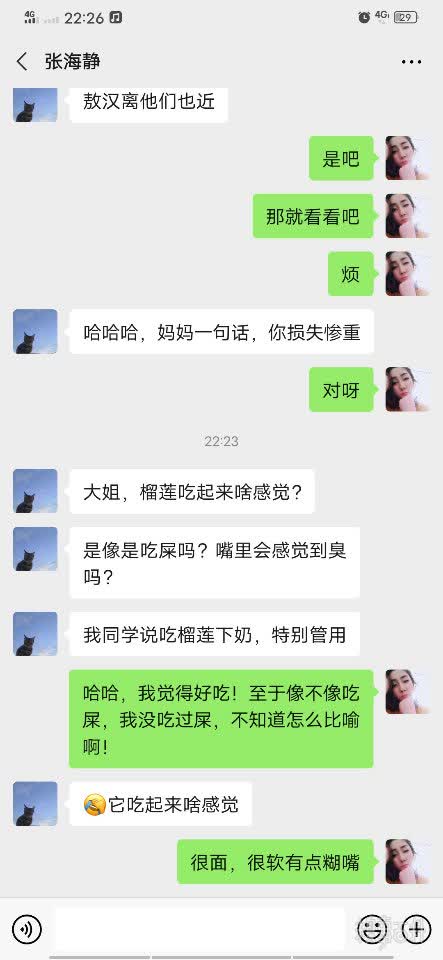 4G 22:26 4G 29
张海静
敖汉离他们也近
是吧
那就看看吧
烦
哈哈哈，妈妈一句话，你损失惨重
对呀
22:23
大姐，榴莲吃起来啥感觉？
是像是吃屎吗？嘴里会感觉到臭
吗？
我同学说吃榴莲下奶，特别管用
哈哈，我觉得好吃！至于像不像吃
屎，我没吃过屎，不知道怎么比喻
啊！
它吃起来啥感觉
很面，很软有点糊嘴